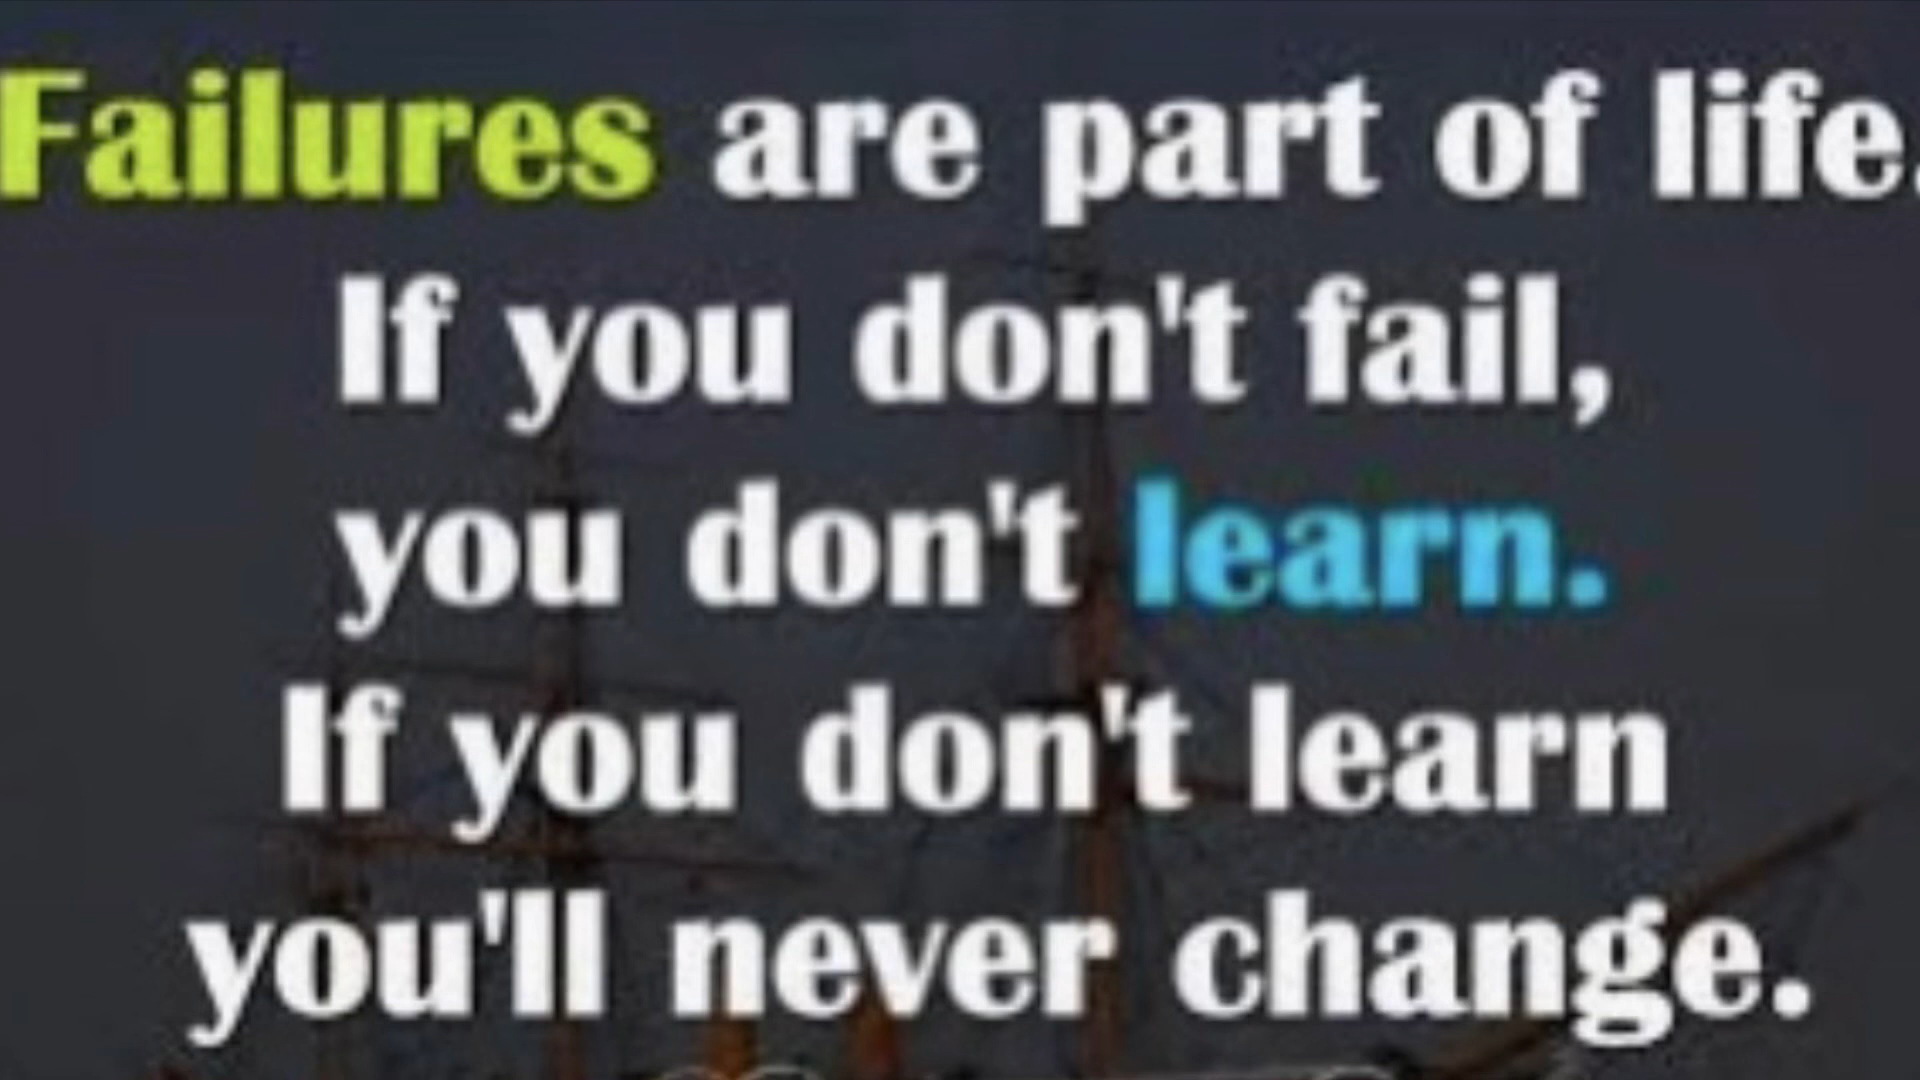 Failures are part of life.
If you don't fail,
you don't learn.
If you don't learn
you'll never change.